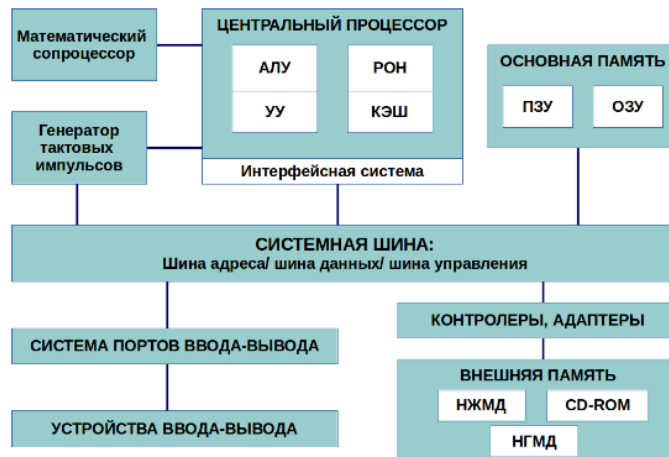 Математический
сопроцессор
ЦЕНТРАЛЬНЫЙ ПРОЦЕССОР
АЛУ
РОН
УУ
КЭШ
Интерфейсная система
ОСНОВНАЯ ПАМЯТЬ
ПЗУ
ОЗУ
Генератор
тактовых
импульсов
СИСТЕМНАЯ ШИНА:
Шина адреса/ шина данных/ шина управления
СИСТЕМА ПОРТОВ ВВОДА-ВЫВОДА
КОНТРОЛЕРЫ, АДАПТЕРЫ
УСТРОЙСТВА ВВОДА-ВЫВОДА
ВНЕШНЯЯ ПАМЯТЬ
НЖМД
CD-ROM
НГМД